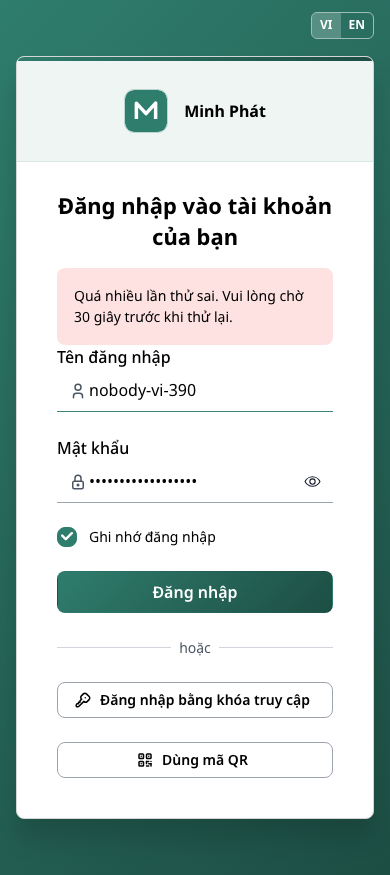 VI EN
Minh Phát
Đăng nhập vào tài khoản
của bạn
Quá nhiều lần thử sai. Vui lòng chờ
30 giây trước khi thử lại.
Tên đăng nhập
nobody-vi-390
Mật khẩu
••••••••••••••••••
Ghi nhớ đăng nhập
Đăng nhập
hoặc
Đăng nhập bằng khóa truy cập
Dùng mã QR